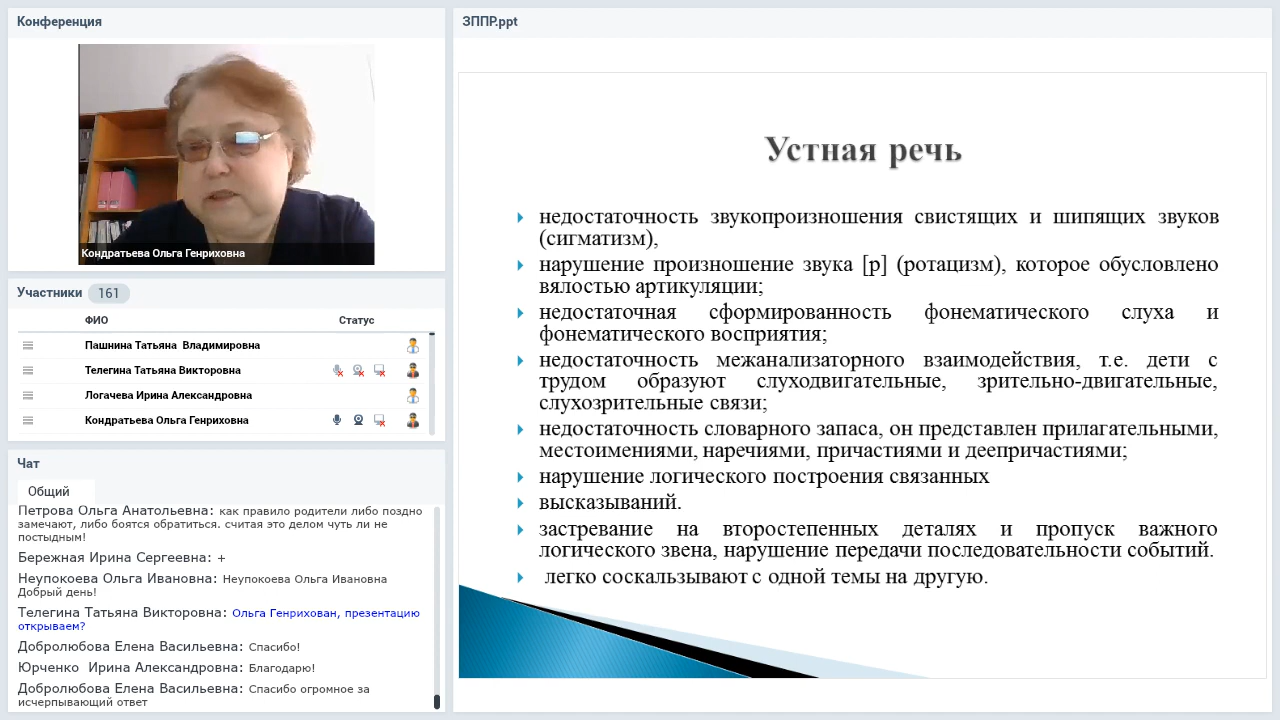 Конференция
Кондратьева Ольга Генриховна
Участники 161
ФИО Статус
Пашнина Татьяна Владимировна
Телегина Татьяна Викторовна
Логачева Ирина Александровна
Кондратьева Ольга Генриховна
Чат
Общий
Петрова Ольга Анатольевна: как правило родители либо поздно
замечают, либо боятся обратиться. считая это делом чуть ли не
постыдным!
Бережная Ирина Сергеевна: +
Неупокоева Ольга Ивановна: Неупокоева Ольга Ивановна
Добрый день!
Телегина Татьяна Викторовна: Ольга Генрихован, презентацию
открываем?
Добролюбова Елена Васильевна: Спасибо!
Юрченко Ирина Александровна: Благодарю!
Добролюбова Елена Васильевна: Спасибо огромное за
исчерпывающий ответ
ЗППР.ppt
Устная речь
недостаточность звукопроизношения свистящих и шипящих звуков
(сигматизм),
нарушение произношение звука [р] (ротацизм), которое обусловлено
вялостью артикуляции;
недостаточная сформированность фонематического слуха и
фонематического восприятия;
недостаточность межанализаторного взаимодействия, т.е. дети с
трудом образуют слуходвигательные, зрительно-двигательные,
слухозрительные связи;
недостаточность словарного запаса, он представлен прилагательными,
местоимениями, наречиями, причастиями и деепричастиями;
нарушение логического построения связанных
высказываний.
застревание на второстепенных деталях и пропуск важного
логического звена, нарушение передачи последовательности событий.
легко соскальзывают с одной темы на другую.